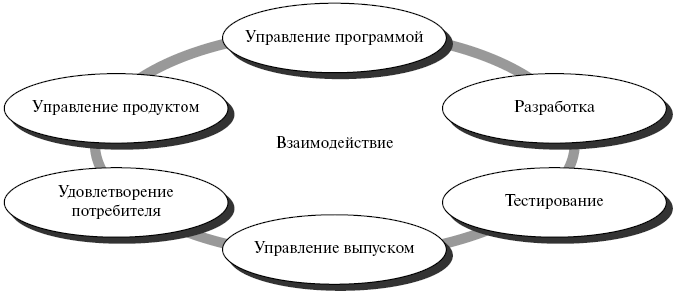 Управление программой
Управление продуктом
Разработка
Взаимодействие
Удовлетворение
потребителя
Тестирование
Управление выпуском